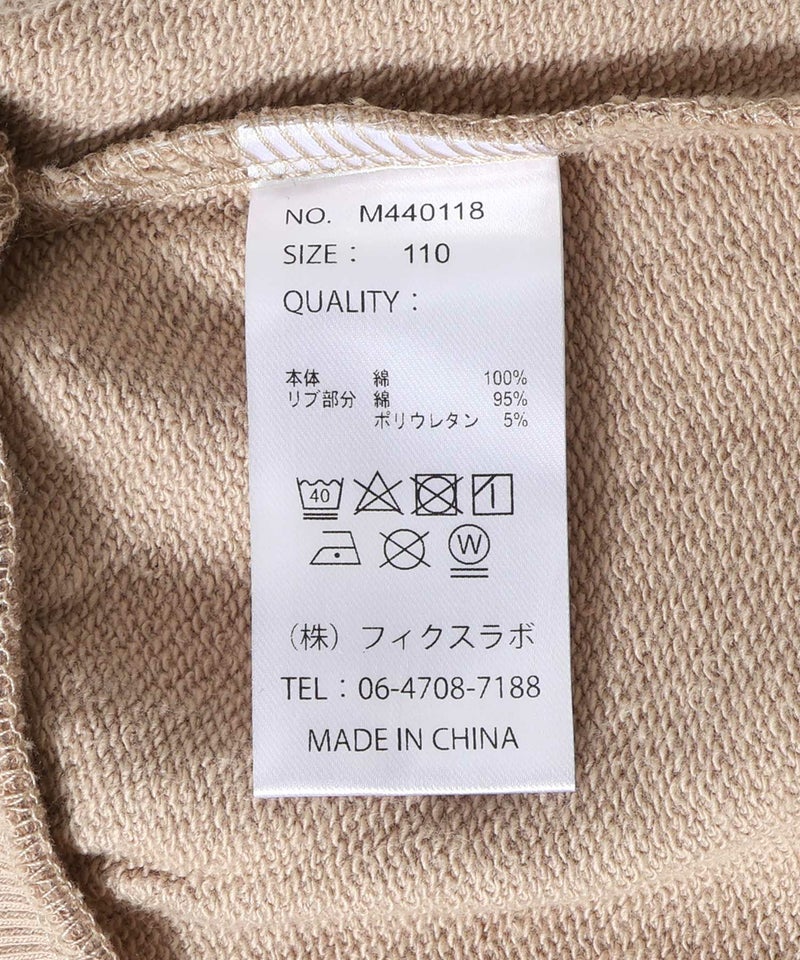 NO. M440118
SIZE : 110
QUALITY :
本体 綿 100%
リブ部分 綿 95%
ポリウレタン 5%
40
W
（株）フィクスラボ
TEL : 06-4708-7188
MADE IN CHINA